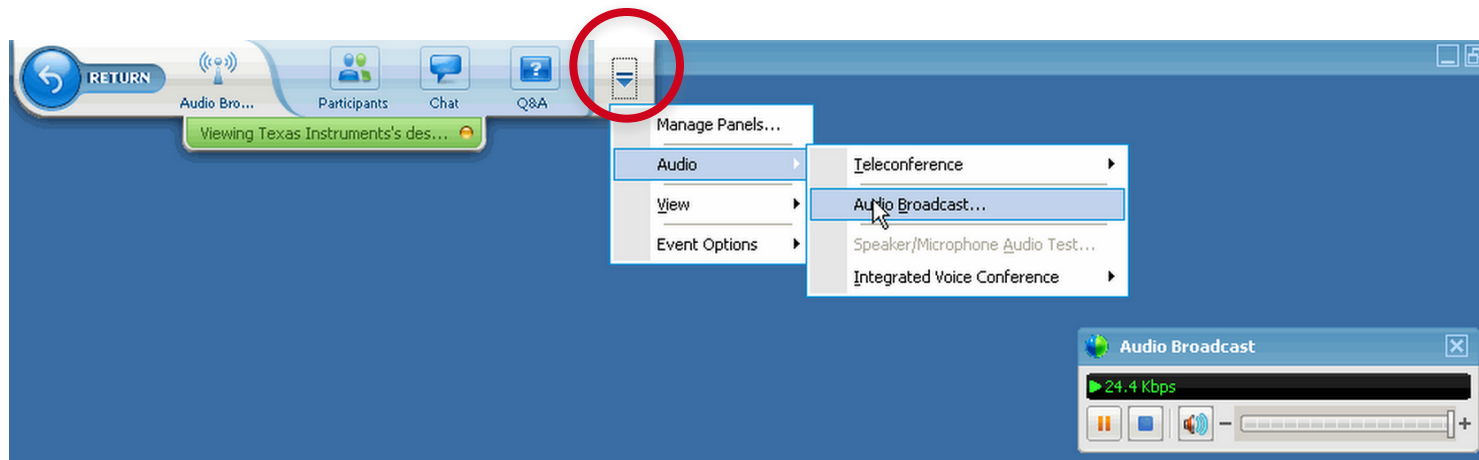 RETURN
Audio Bro...
Participants
Chat
Q&A
Viewing Texas Instruments's des...
Manage Panels...
Audio
View
Event Options
Teleconference
Audio Broadcast...
Speaker/Microphone Audio Test...
Integrated Voice Conference
Audio Broadcast
24.4 Kbps